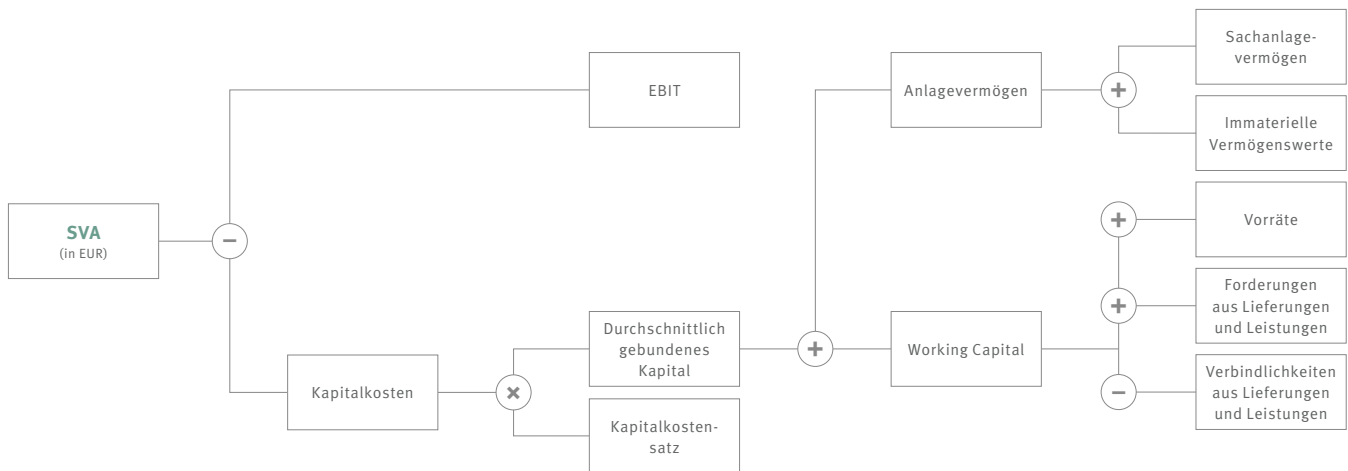 Sachanlage-
vermögen
EBIT
Anlagevermögen
+
Immaterielle
Vermögenswerte
SVA
(in EUR)
−
+
Vorräte
Forderungen
aus Lieferungen
und Leistungen
+
Durchschnittlich
gebundenes
Kapital
+
Working Capital
Kapitalkosten
×
−
Verbindlichkeiten
aus Lieferungen
und Leistungen
Kapitalkosten-
satz